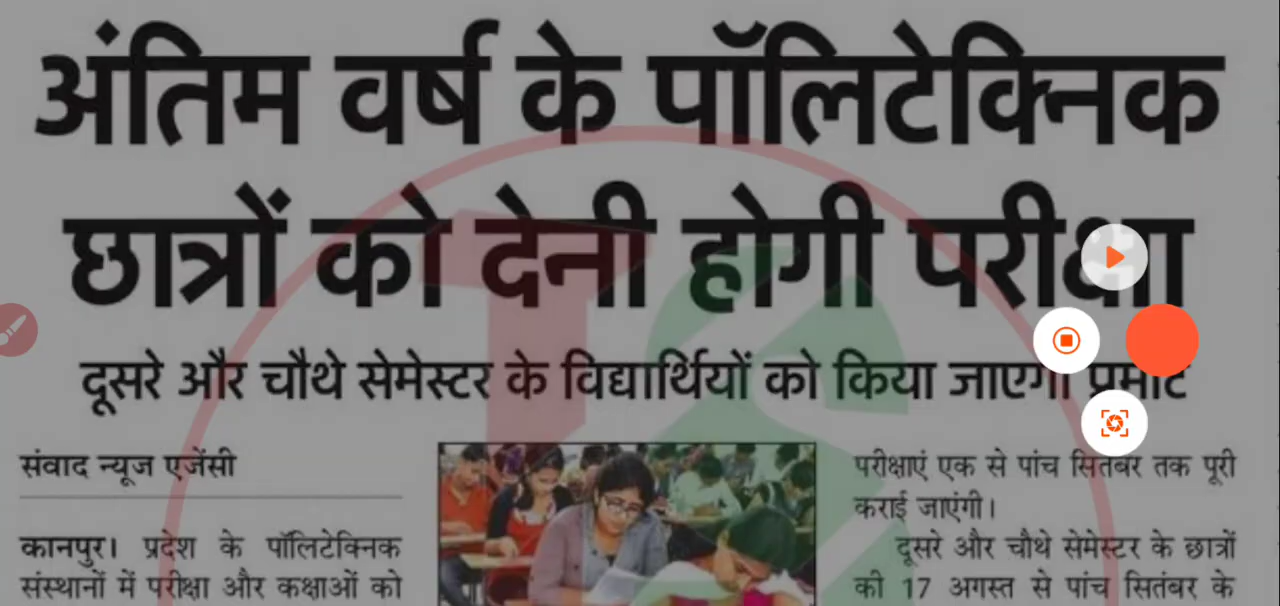 अंतिम वर्ष के पॉलिटेक्निक
छात्रों को देनी होगी परीक्षा
दूसरे और चौथे सेमेस्टर के विद्यार्थियों को किया जाएगा प्रमोट
संवाद न्यूज एजेंसी
कानपुर। प्रदेश के पॉलिटेक्निक
संस्थानों में परीक्षा और कक्षाओं को
परीक्षाएं एक से पांच सितंबर तक पूरी
कराई जाएंगी।
दूसरे और चौथे सेमेस्टर के छात्रों
की 17 अगस्त से पांच सितंबर के